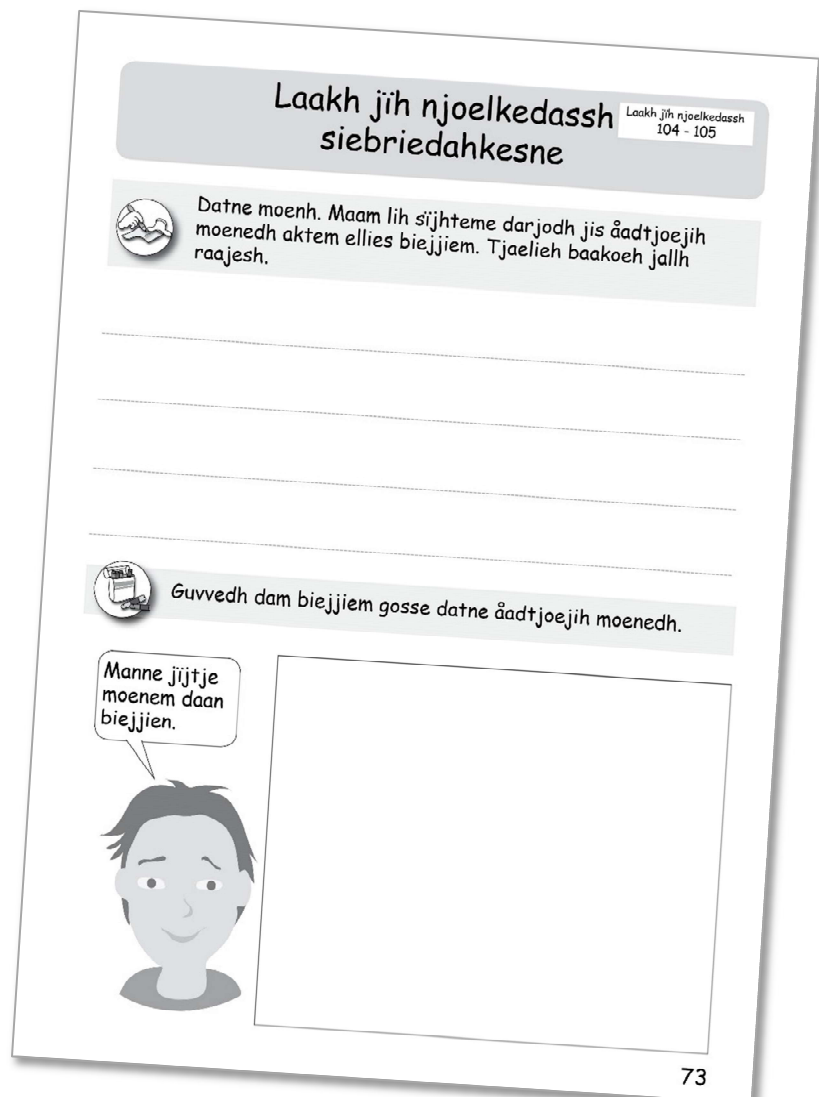 Laakh jïh njoelkedassh
siebriedahkesne
Laakh jïh njoelkedassh
104 - 105
Datne moenh. Maam lih sïjhteme darjodh jis åadtjoejih
moenedh aktem ellies biejjiem. Tjaelieh baakoeh jallh
raajesh.
Guvvedh dam biejjiem gosse datne åadtjoejih moenedh.
Manne jïjtje
moenem daan
biejjien.
73